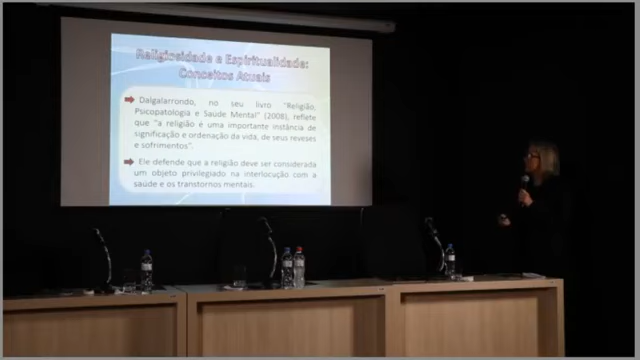 Religiosidade e Espiritualidade:
Conceitos Atuais
Dalgalarrondo, no seu livro "Religião,
Psicopatologia e Saude Mental" (2008), reflete
que "a religião é uma importante instância de
significação e ordenação da vida, de seus reveses
e sofrimentos".
Ele defende que a religião deve ser considerada
um objeto privilegiado na interlocução com a
saúde e os transtornos mentais.